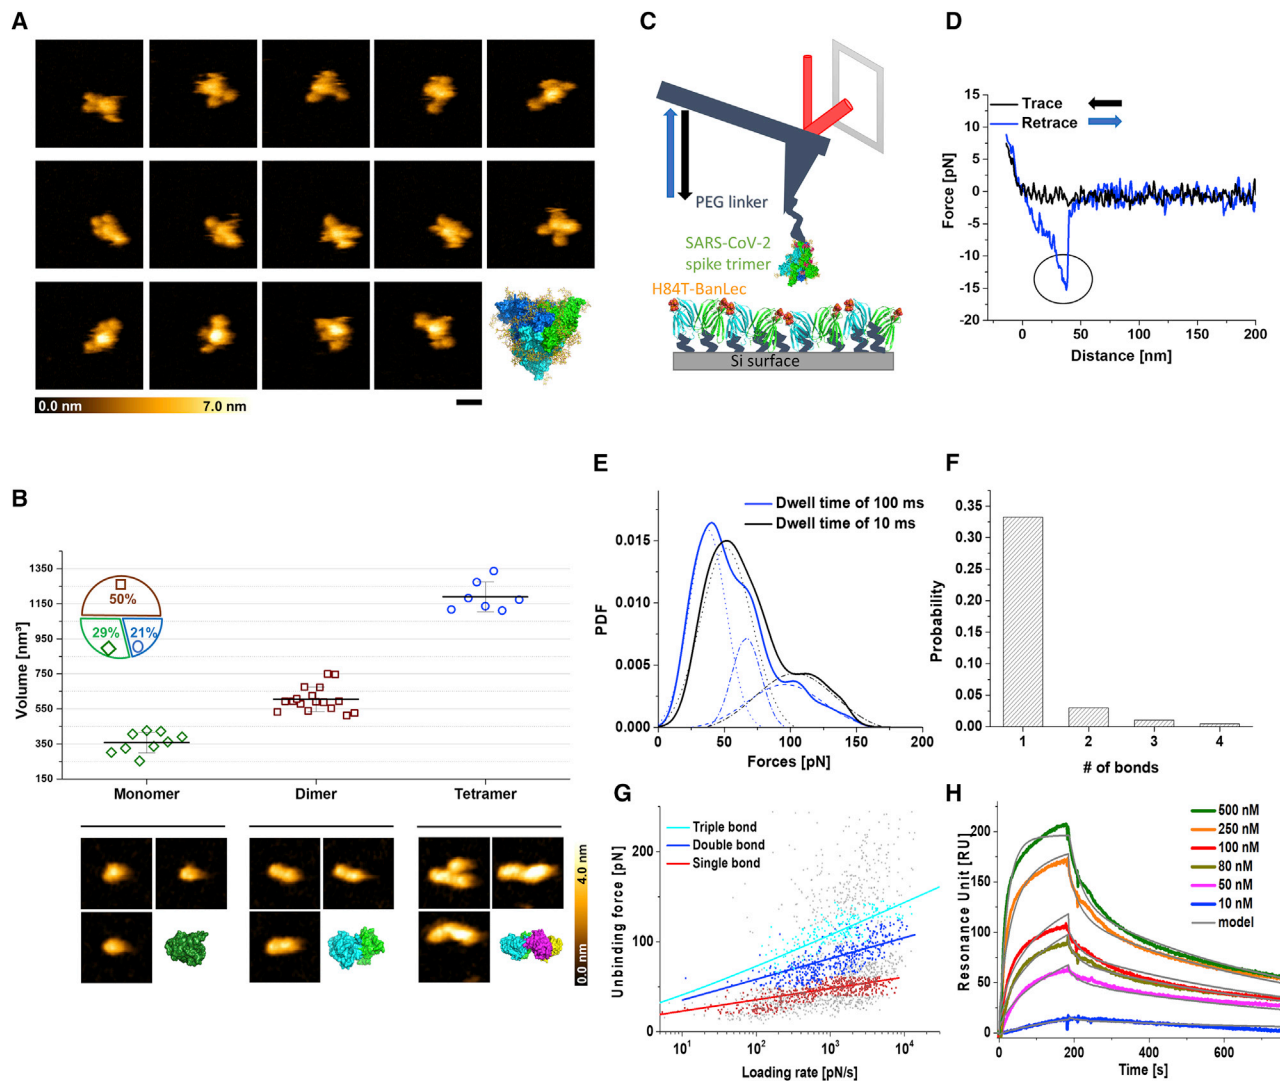 A
0.0 nm
7.0 nm
B
Volume [nm³]
1350
1150
950
750
550
350
150
50%
29%
21%
Monomer
Dimer
Tetramer
0.0 nm
4.0 nm
C
PEG linker
SARS-CoV-2
spike trimer
H84T-BanLec
Si surface
D
Force [pN]
15
10
5
0
-5
-10
-15
-20
Trace
Retrace
0
50
100
150
200
Distance [nm]
E
PDF
0.015
0.010
0.005
0.000
Dwell time of 100 ms
Dwell time of 10 ms
0
50
100
150
200
Forces [pN]
F
Probability
0.35
0.30
0.25
0.20
0.15
0.10
0.05
0.00
1
2
3
4
# of bonds
G
Unbinding force [pN]
200
150
100
50
0
Triple bond
Double bond
Single bond
10¹
10²
10³
10⁴
Loading rate [pN/s]
H
Resonance Unit [RU]
200
150
100
50
0
500 nM
250 nM
100 nM
80 nM
50 nM
10 nM
model
0
200
400
600
Time [s]